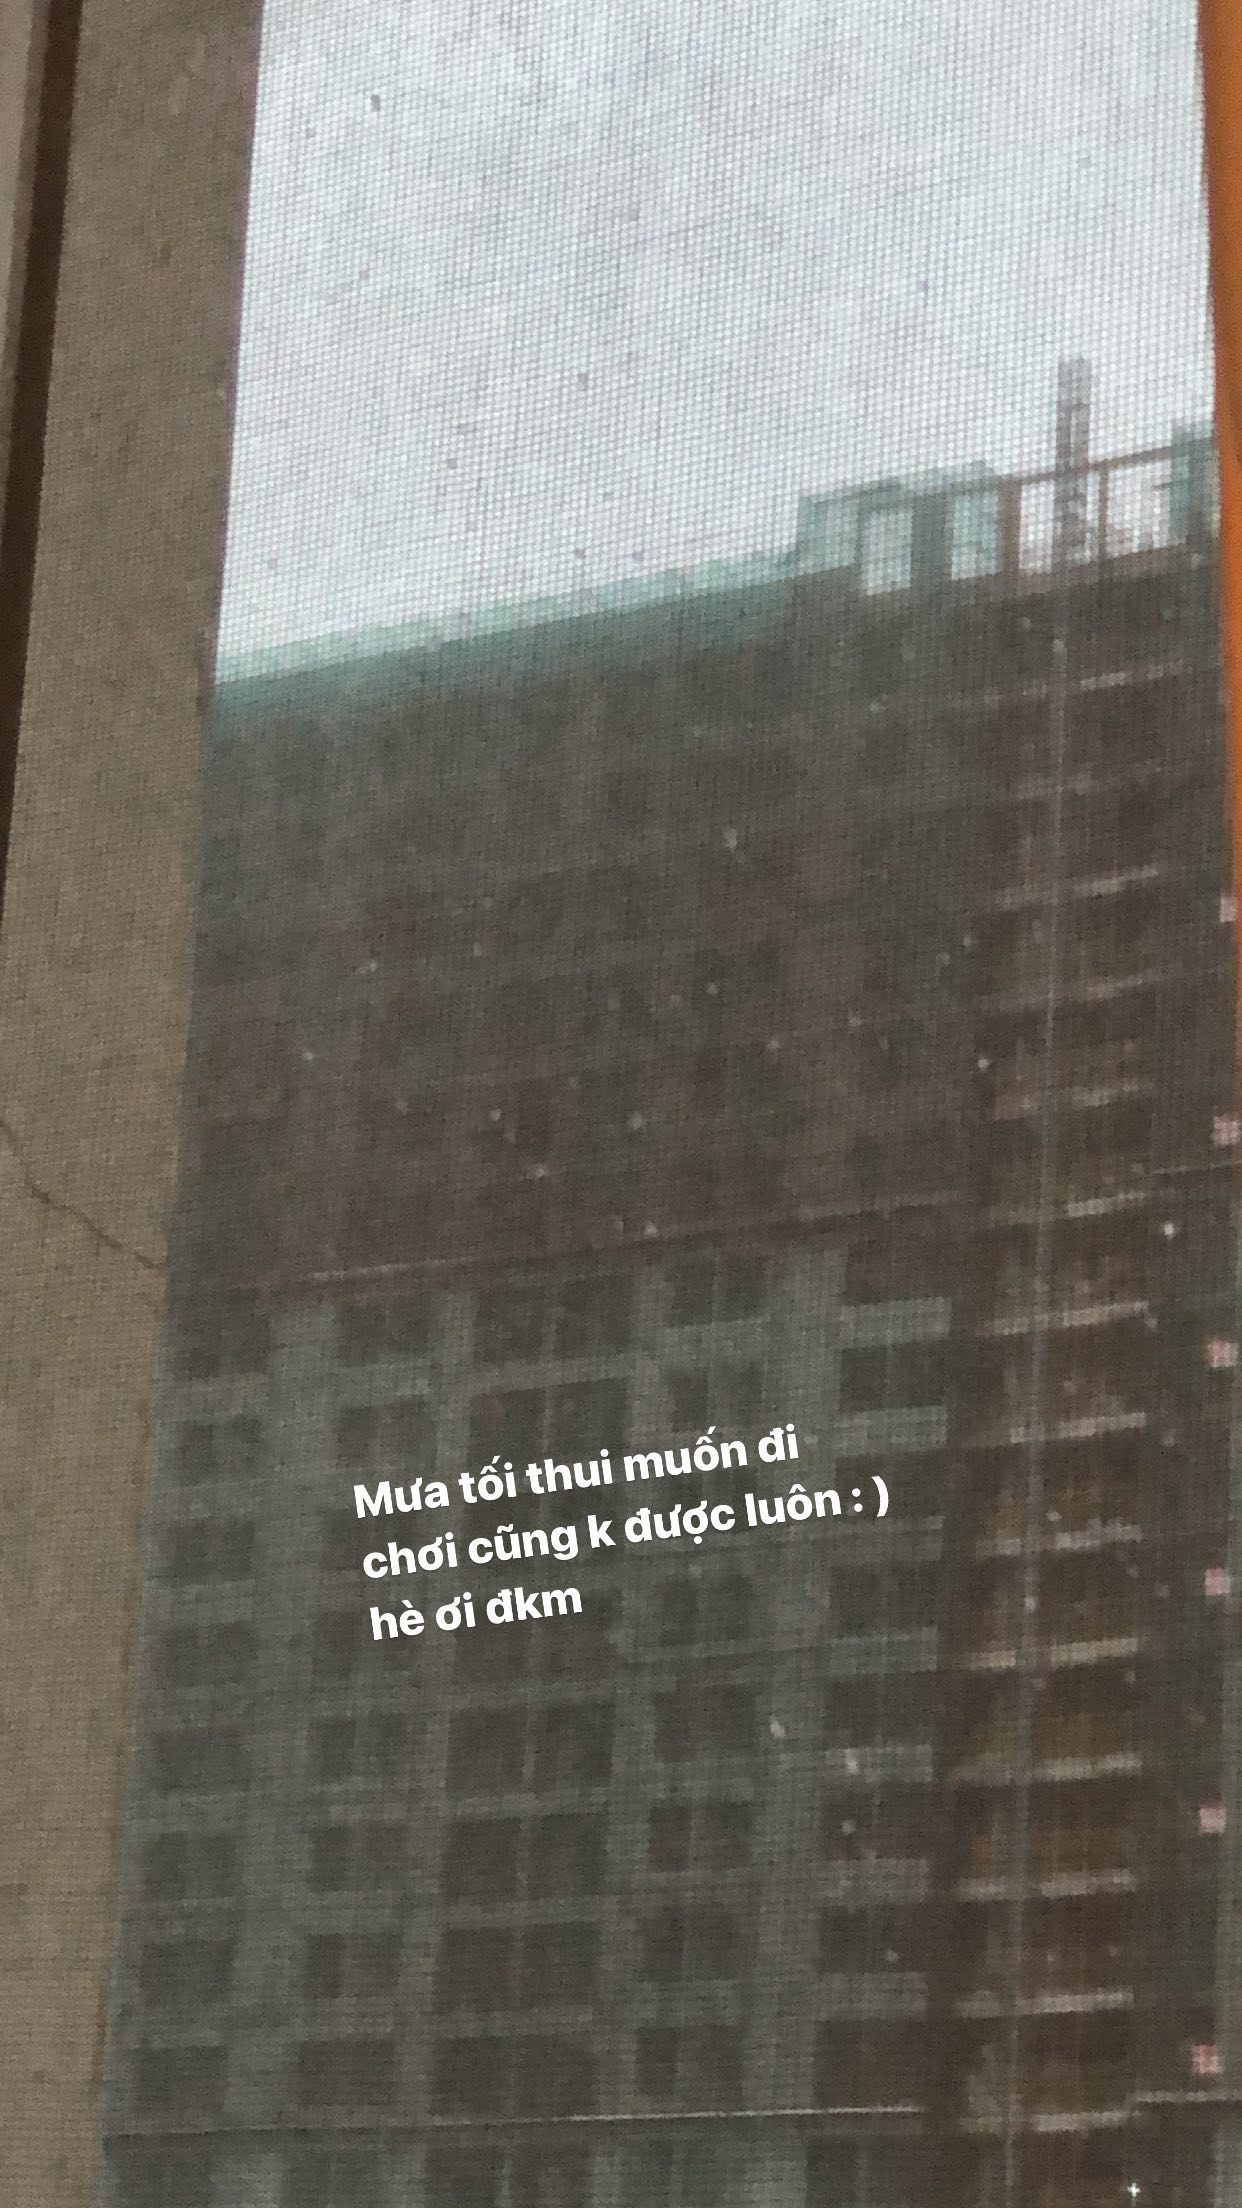 Mưa tối thui muốn đi
chơi cũng k được luôn : )
hè ơi đkm